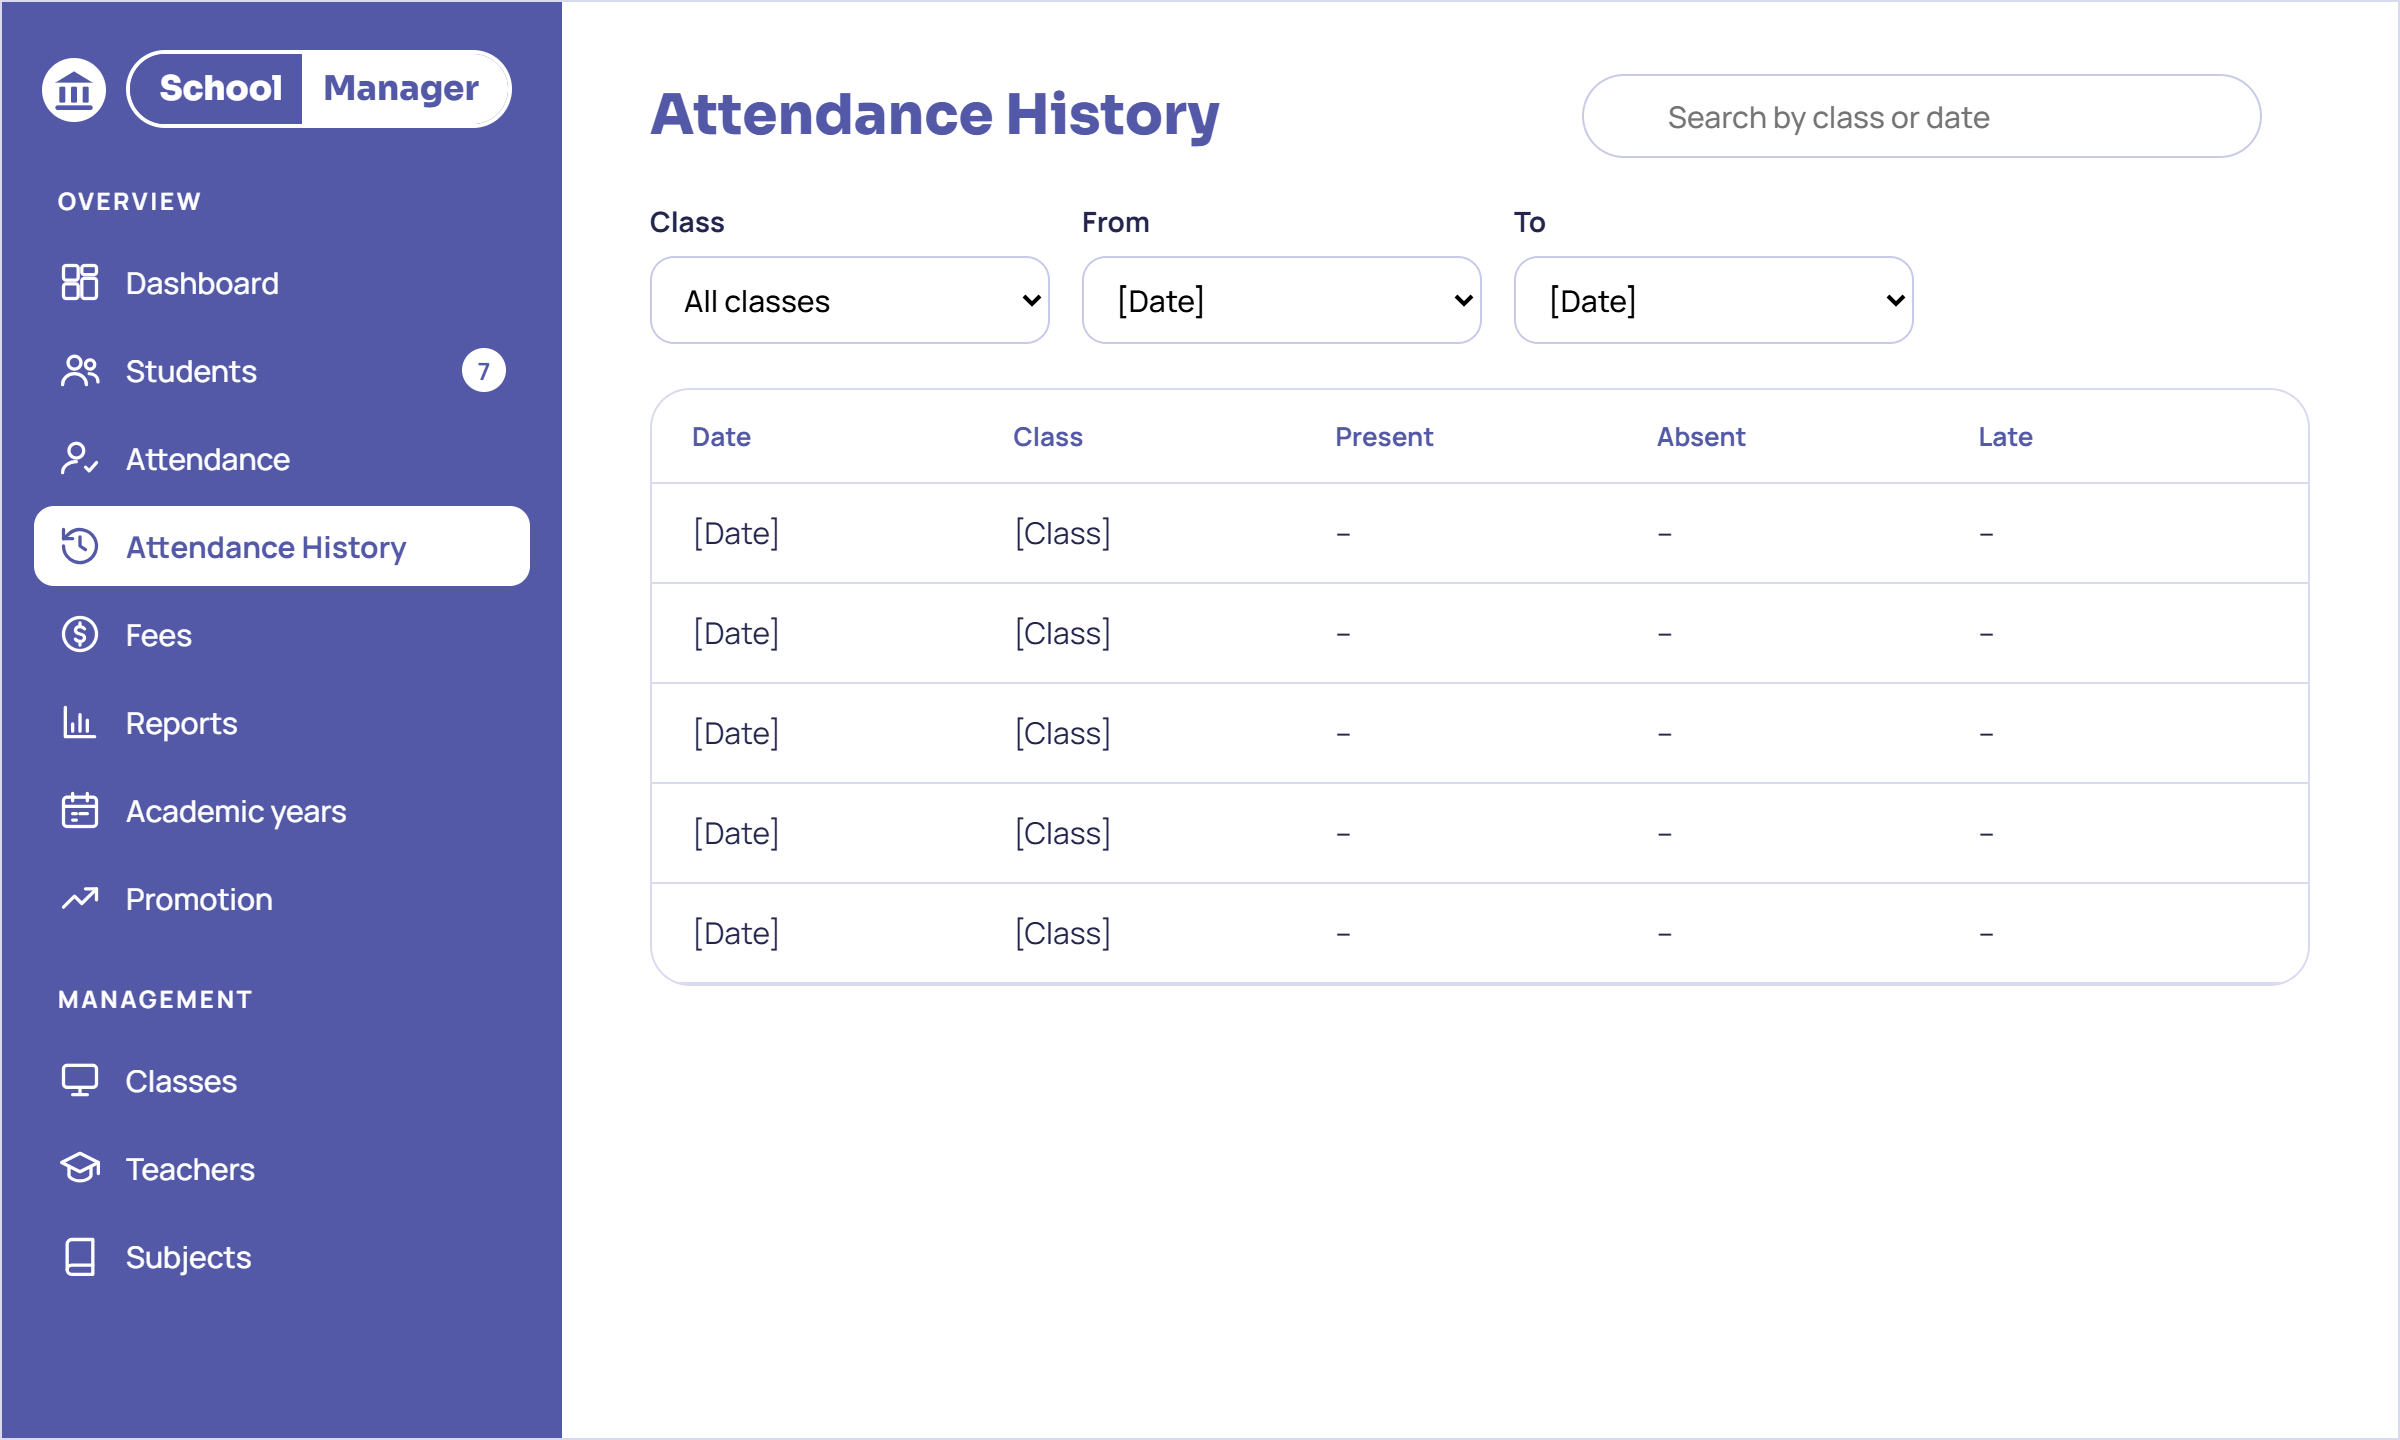 School Manager
OVERVIEW
Dashboard
Students 7
Attendance
Attendance History
Fees
Reports
Academic years
Promotion
MANAGEMENT
Classes
Teachers
Subjects
Attendance History
Search by class or date
Class From To
All classes [Date] [Date]
Date Class Present Absent Late
[Date] [Class] – – –
[Date] [Class] – – –
[Date] [Class] – – –
[Date] [Class] – – –
[Date] [Class] – – –